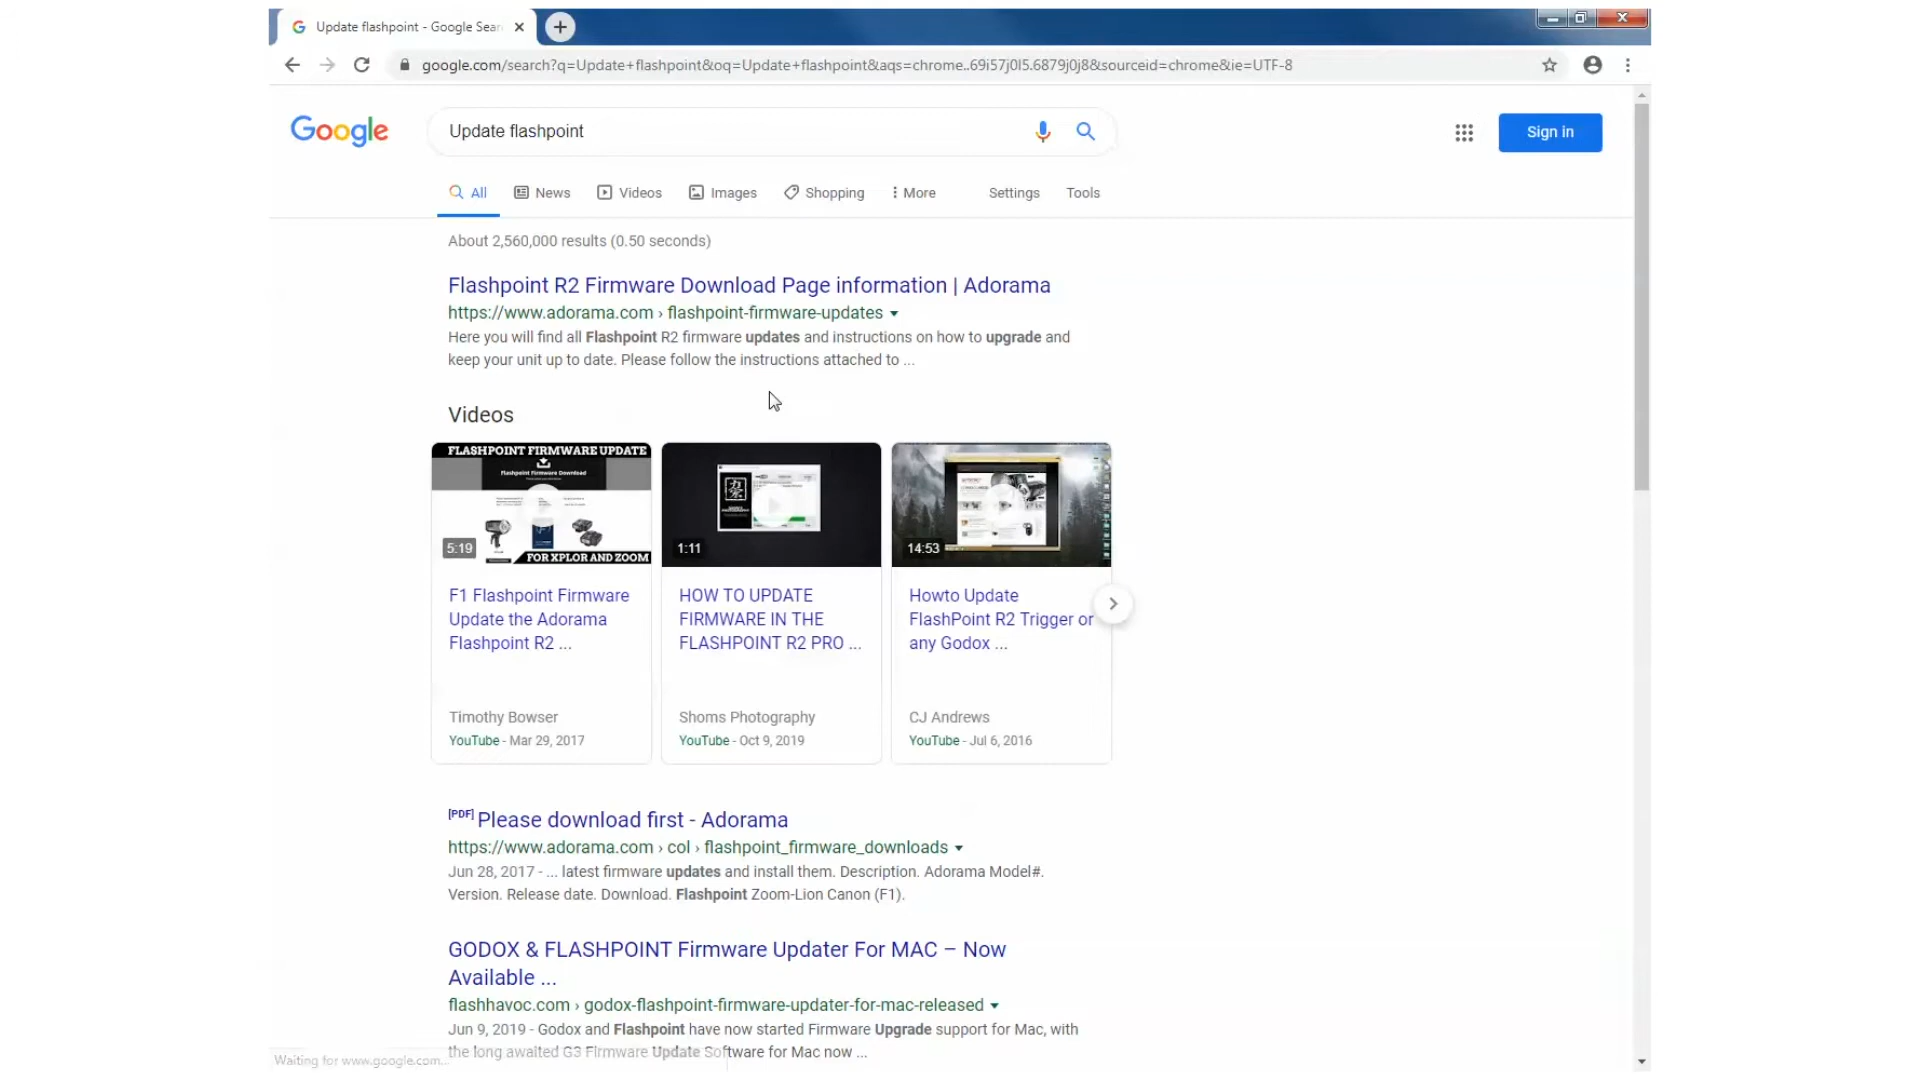 Update flashpoint - Google Sear
google.com/search?q=Update+flashpoint&oq=Update+flashpoint&aqs=chrome..69i57j0l5.6879j0j8&sourceid=chrome&ie=UTF-8
Google
Update flashpoint
Sign in
All
News
Videos
Images
Shopping
More
Settings
Tools
About 2,560,000 results (0.50 seconds)
Flashpoint R2 Firmware Download Page information | Adorama
https://www.adorama.com › flashpoint-firmware-updates
Here you will find all Flashpoint R2 firmware updates and instructions on how to upgrade and
keep your unit up to date. Please follow the instructions attached to ...
Videos
FLASHPOINT FIRMWARE UPDATE
Flashpoint Firmware Download
5:19
FOR XPLOR AND ZOOM
1:11
14:53
F1 Flashpoint Firmware
Update the Adorama
Flashpoint R2 ...
Timothy Bowser
YouTube - Mar 29, 2017
HOW TO UPDATE
FIRMWARE IN THE
FLASHPOINT R2 PRO ...
Shoms Photography
YouTube - Oct 9, 2019
Howto Update
FlashPoint R2 Trigger or
any Godox ...
CJ Andrews
YouTube - Jul 6, 2016
[PDF] Please download first - Adorama
https://www.adorama.com › col › flashpoint_firmware_downloads
Jun 28, 2017 - ... latest firmware updates and install them. Description. Adorama Model#.
Version. Release date. Download. Flashpoint Zoom-Lion Canon (F1).
GODOX & FLASHPOINT Firmware Updater For MAC – Now
Available ...
flashhavoc.com › godox-flashpoint-firmware-updater-for-mac-released
Jun 9, 2019 - Godox and Flashpoint have now started Firmware Upgrade support for Mac, with
the long awaited G3 Firmware Update Software for Mac now ...
Waiting for www.google.com...